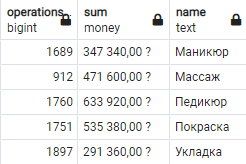 operations. sum name
bigint money text
1689 347 340,00 ? Маникюр
912 471 600,00 ? Массаж
1760 633 920,00 ? Педикюр
1751 535 380,00 ? Покраска
1897 291 360,00 ? Укладка